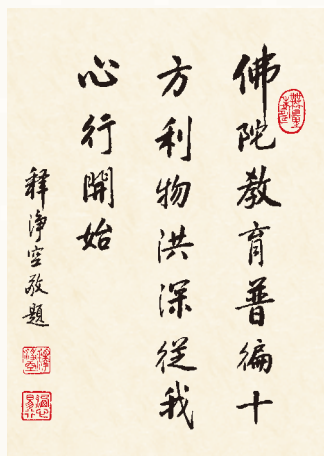 佛陀教育普徧十
方利物洪深從我
心行開始
釋淨空敬題